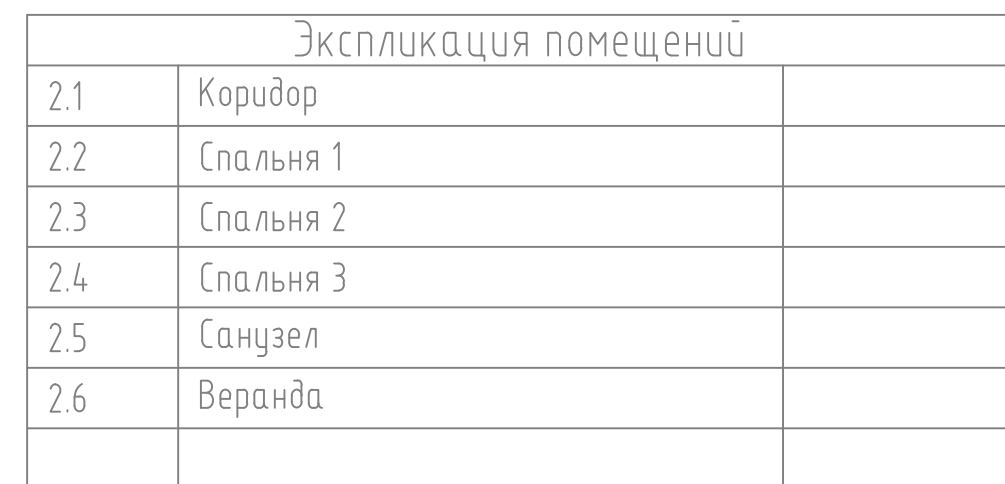 Экспликация помещений
2.1 Коридор
2.2 Спальня 1
2.3 Спальня 2
2.4 Спальня 3
2.5 Санузел
2.6 Веранда